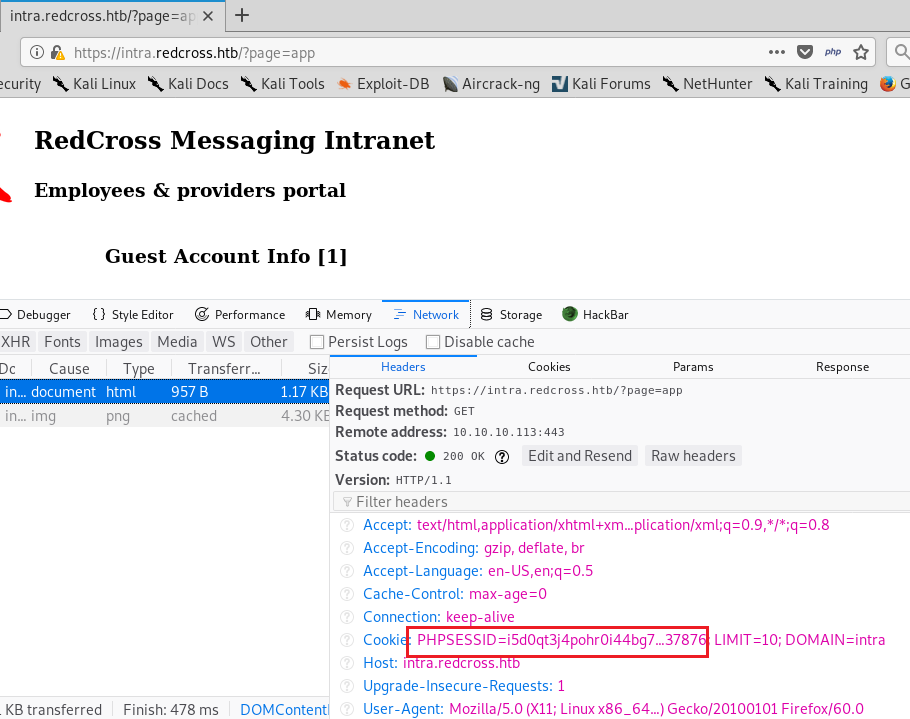 intra.redcross.htb/?page=ap
https://intra.redcross.htb/?page=app
php
ecurity Kali Linux Kali Docs Kali Tools Exploit-DB Aircrack-ng Kali Forums NetHunter Kali Training G
RedCross Messaging Intranet
Employees & providers portal
Guest Account Info [1]
Debugger Style Editor Performance Memory Network Storage HackBar
XHR Fonts Images Media WS Other Persist Logs Disable cache
Dc Cause Type Transferr... Siz
Headers Cookies Params Response
in... document html 957 B 1.17 KB
in... img png cached 4.30 KB
Request URL: https://intra.redcross.htb/?page=app
Request method: GET
Remote address: 10.10.10.113:443
Status code: 200 OK Edit and Resend Raw headers
Version: HTTP/1.1
Filter headers
Accept: text/html,application/xhtml+xm...plication/xml;q=0.9,*/*;q=0.8
Accept-Encoding: gzip, deflate, br
Accept-Language: en-US,en;q=0.5
Cache-Control: max-age=0
Connection: keep-alive
Cookie: PHPSESSID=i5d0qt3j4pohr0i44bg7...37876; LIMIT=10; DOMAIN=intra
Host: intra.redcross.htb
Upgrade-Insecure-Requests: 1
User-Agent: Mozilla/5.0 (X11; Linux x86_64...) Gecko/20100101 Firefox/60.0
KB transferred Finish: 478 ms DOMContentl